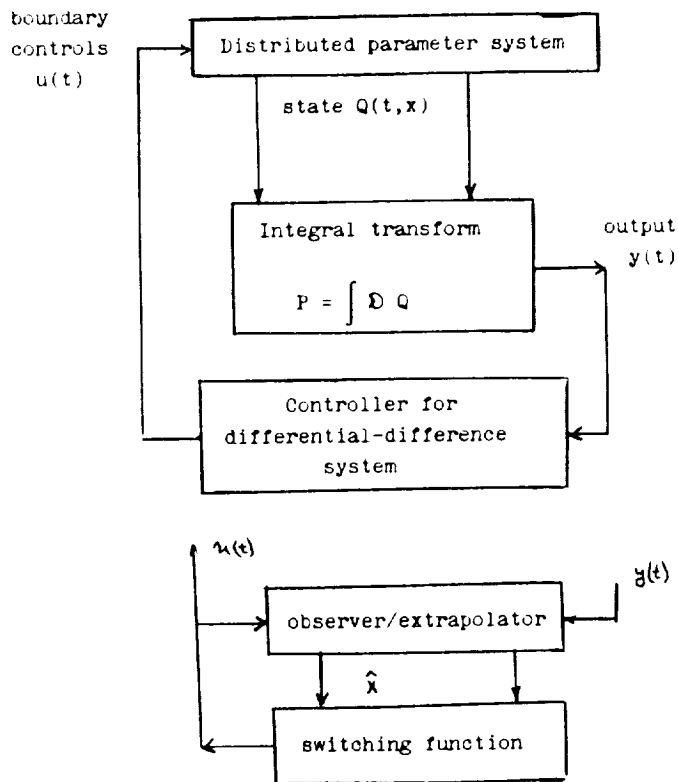 boundary
controls
u(t)
Distributed parameter system
state Q(t,x)
Integral transform
P = ∫ D Q
output
y(t)
Controller for
differential-difference
system
u(t)
y(t)
observer/extrapolator
x̂
switching function